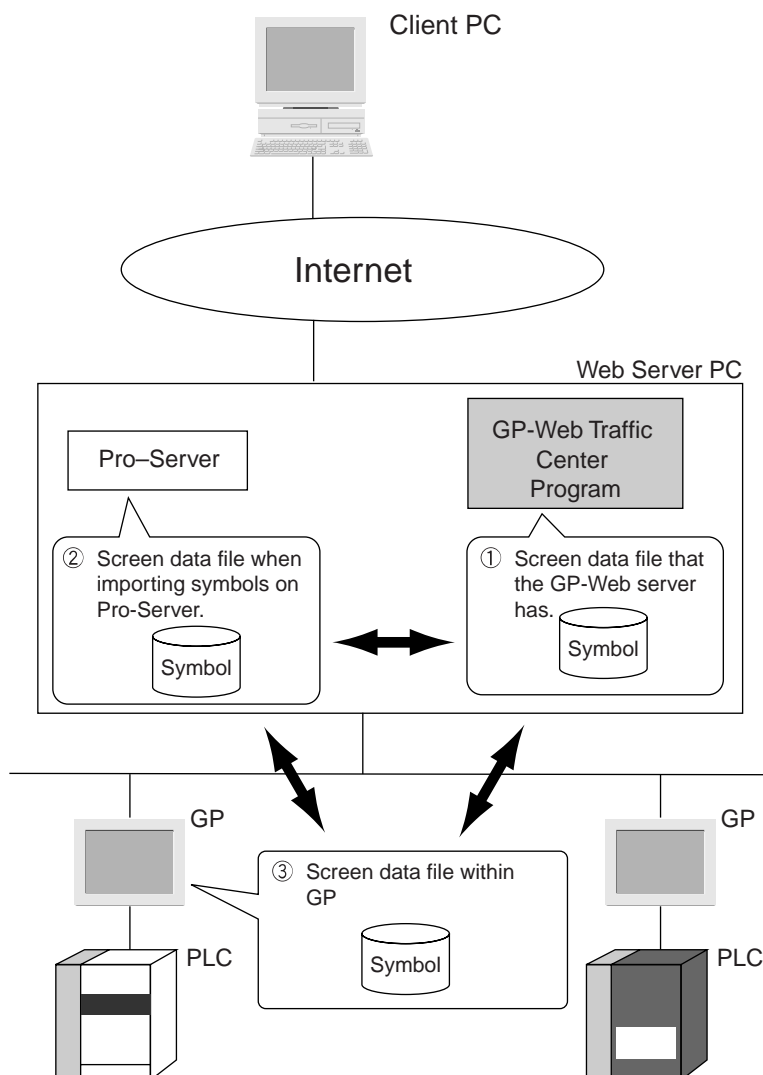 Client PC
Internet
Web Server PC
Pro–Server
GP-Web Traffic
Center
Program
② Screen data file when
importing symbols on
Pro-Server.
Symbol
① Screen data file that
the GP-Web server
has.
Symbol
GP
GP
③ Screen data file within
GP
Symbol
PLC
PLC